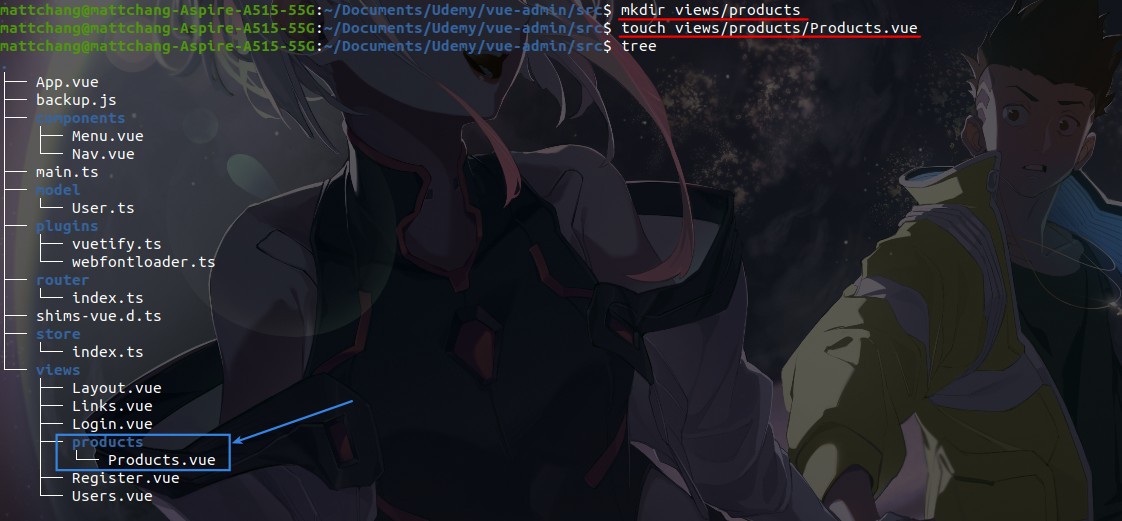 mattchang@mattchang-Aspire-A515-55G:~/Documents/Udemy/vue-admin/src$ mkdir views/products
mattchang@mattchang-Aspire-A515-55G:~/Documents/Udemy/vue-admin/src$ touch views/products/Products.vue
mattchang@mattchang-Aspire-A515-55G:~/Documents/Udemy/vue-admin/src$ tree
.
├── App.vue
├── backup.js
├── components
│   ├── Menu.vue
│   └── Nav.vue
├── main.ts
├── model
│   └── User.ts
├── plugins
│   ├── vuetify.ts
│   └── webfontloader.ts
├── router
│   └── index.ts
├── shims-vue.d.ts
├── store
│   └── index.ts
└── views
    ├── Layout.vue
    ├── Links.vue
    ├── Login.vue
    ├── products
    │   └── Products.vue
    ├── Register.vue
    └── Users.vue